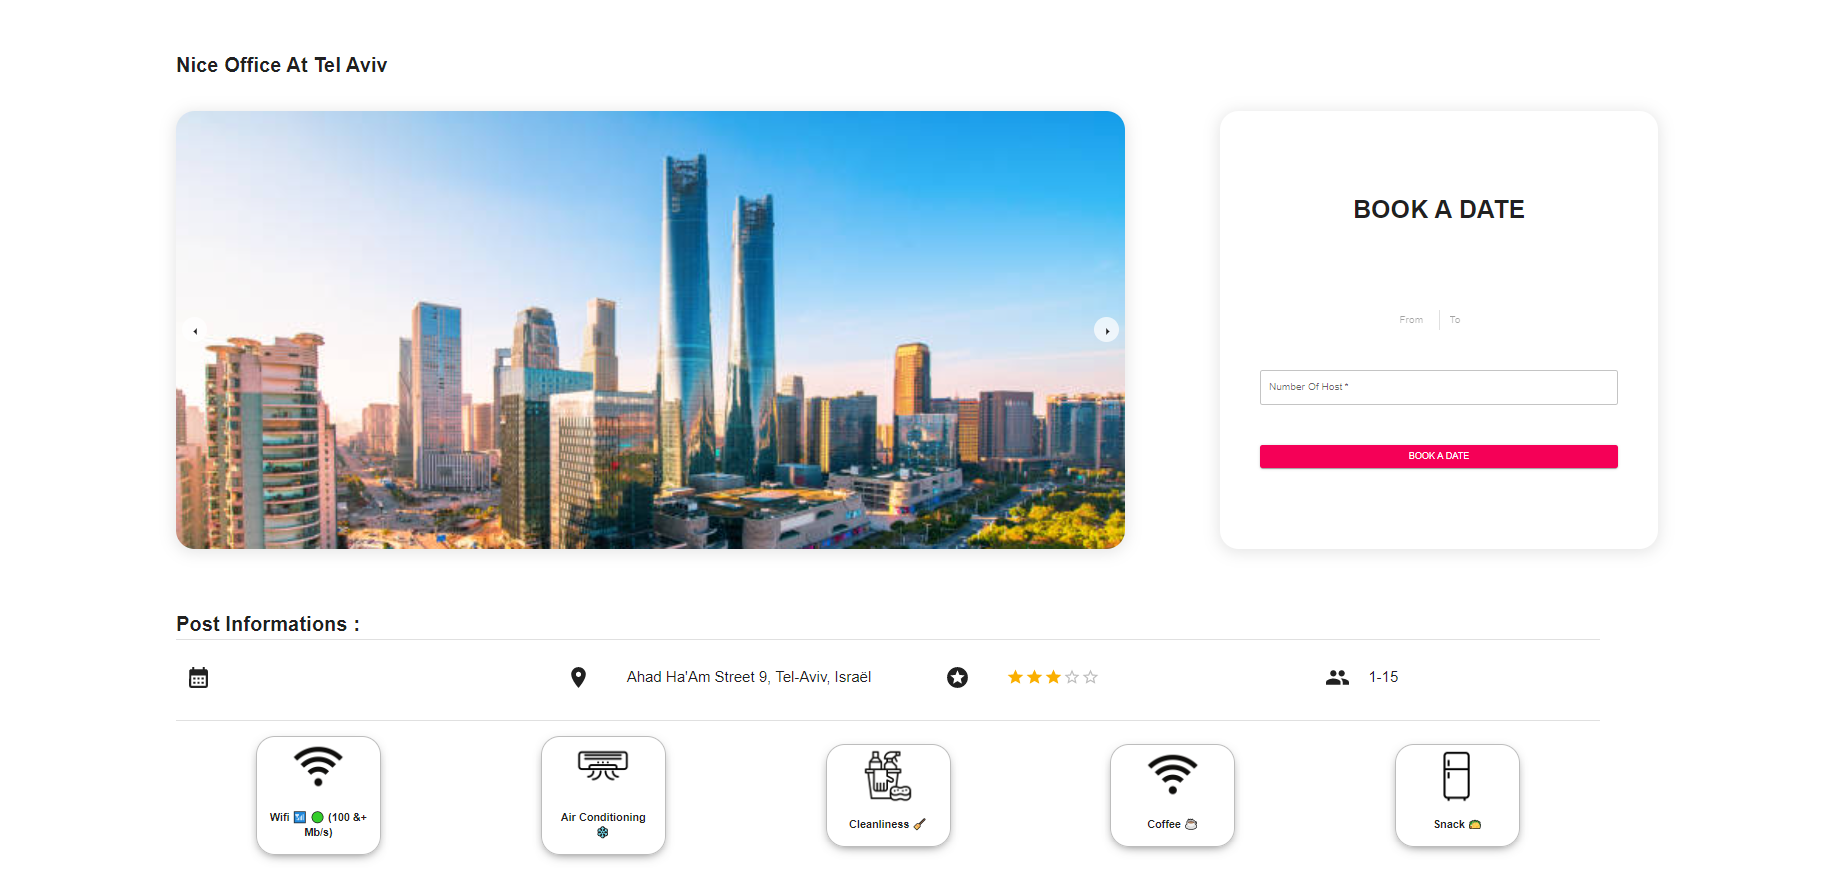 Nice Office At Tel Aviv
BOOK A DATE
From
To
Number Of Host *
BOOK A DATE
Post Informations :
Ahad Ha'Am Street 9, Tel-Aviv, Israël
1-15
Wifi 📶 🟢 (100 &+
Mb/s)
Air Conditioning
❄️
Cleanliness 🧹
Coffee ☕
Snack 🌮